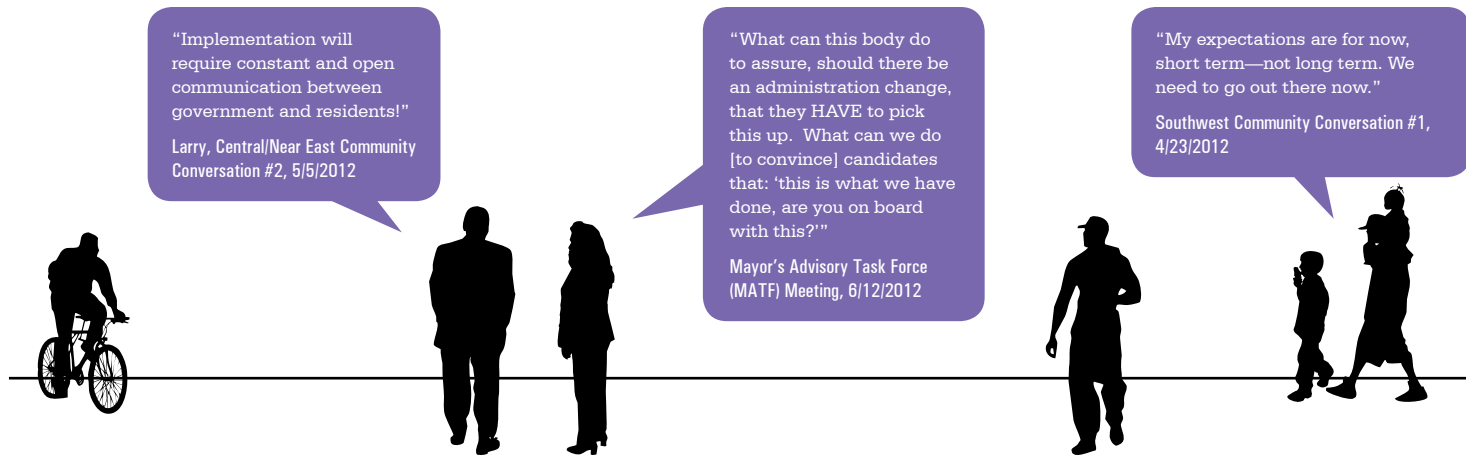 “Implementation will
require constant and open
communication between
government and residents!”
Larry, Central/Near East Community
Conversation #2, 5/5/2012
“What can this body do
to assure, should there be
an administration change,
that they HAVE to pick
this up.  What can we do
[to convince] candidates
that: ‘this is what we have
done, are you on board
with this?’”
Mayor’s Advisory Task Force
(MATF) Meeting, 6/12/2012
“My expectations are for now,
short term—not long term. We
need to go out there now.”
Southwest Community Conversation #1,
4/23/2012